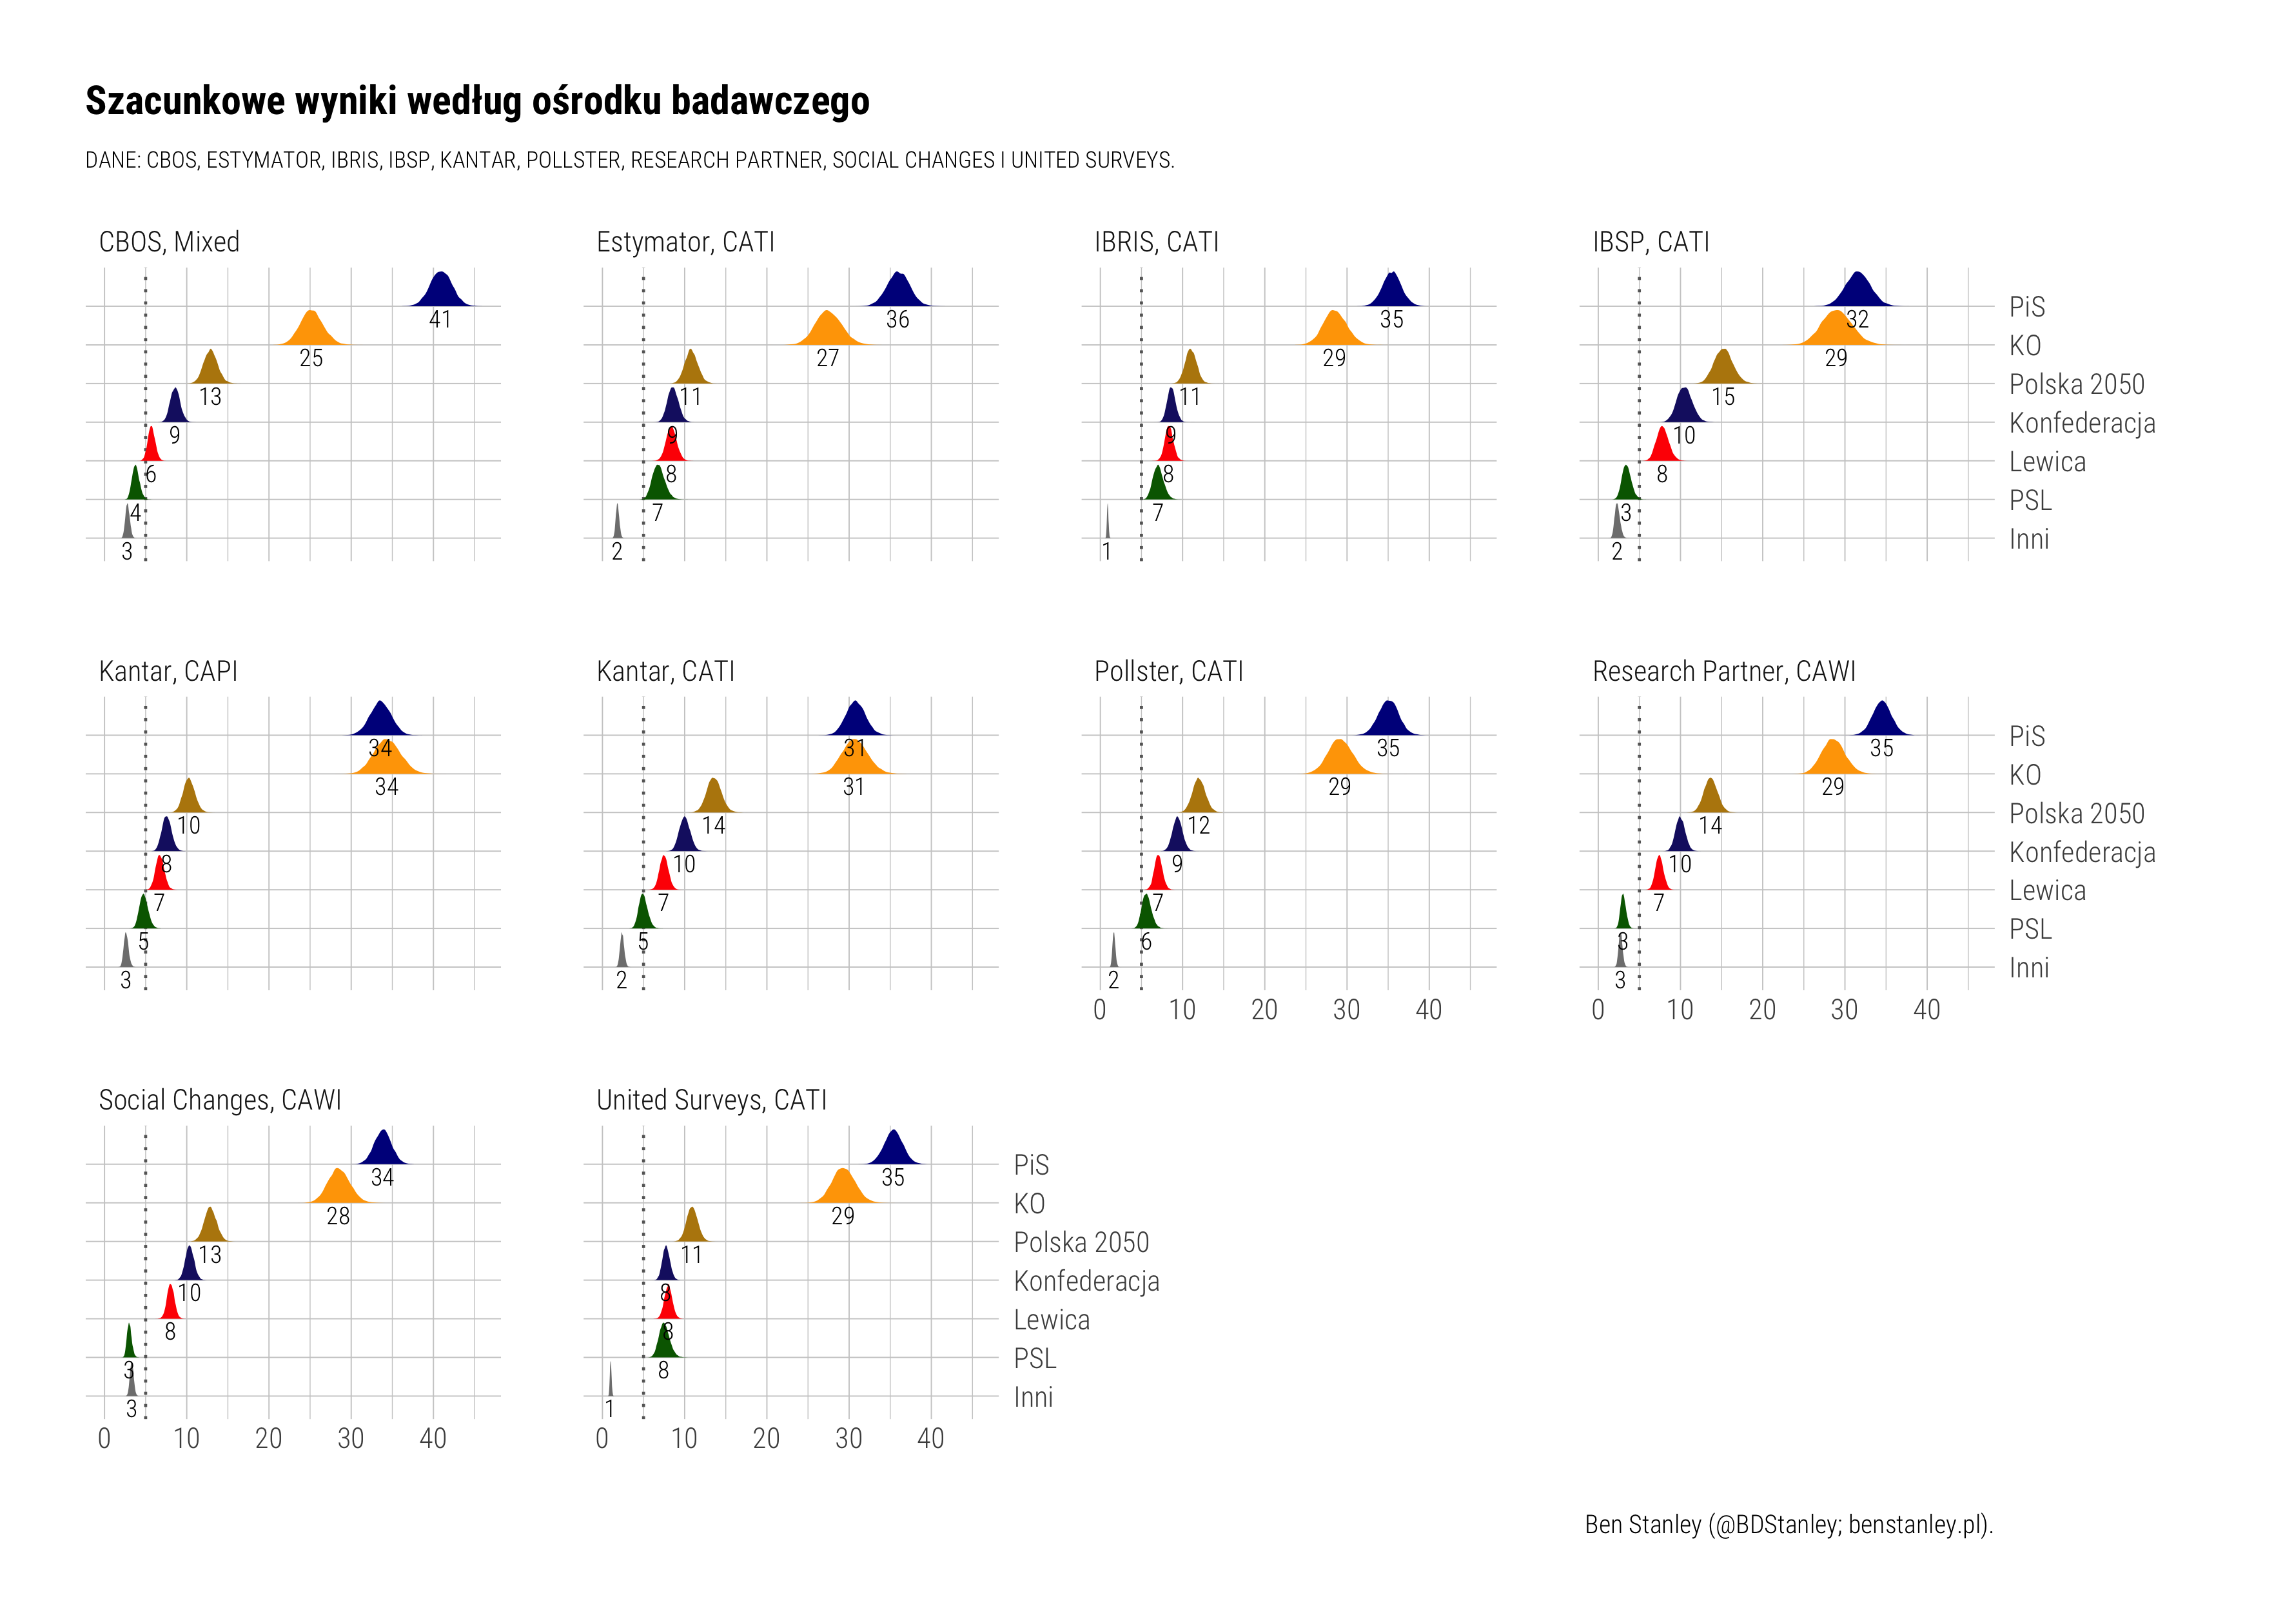 Szacunkowe wyniki według ośrodku badawczego
DANE: CBOS, ESTYMATOR, IBRIS, IBSP, KANTAR, POLLSTER, RESEARCH PARTNER, SOCIAL CHANGES I UNITED SURVEYS.
CBOS, Mixed
41
25
13
9
6
4
3
Estymator, CATI
36
27
11
9
8
7
2
IBRIS, CATI
35
29
11
9
8
7
1
IBSP, CATI
32
29
15
10
8
3
2
PiS
KO
Polska 2050
Konfederacja
Lewica
PSL
Inni
Kantar, CAPI
34
34
10
8
7
5
3
Kantar, CATI
31
31
14
10
7
5
2
Pollster, CATI
35
29
12
9
7
6
2
0 10 20 30 40
Research Partner, CAWI
35
29
14
10
7
3
3
0 10 20 30 40
PiS
KO
Polska 2050
Konfederacja
Lewica
PSL
Inni
Social Changes, CAWI
34
28
13
10
8
3
3
0 10 20 30 40
United Surveys, CATI
35
29
11
8
8
8
1
0 10 20 30 40
PiS
KO
Polska 2050
Konfederacja
Lewica
PSL
Inni
Ben Stanley (@BDStanley; benstanley.pl).